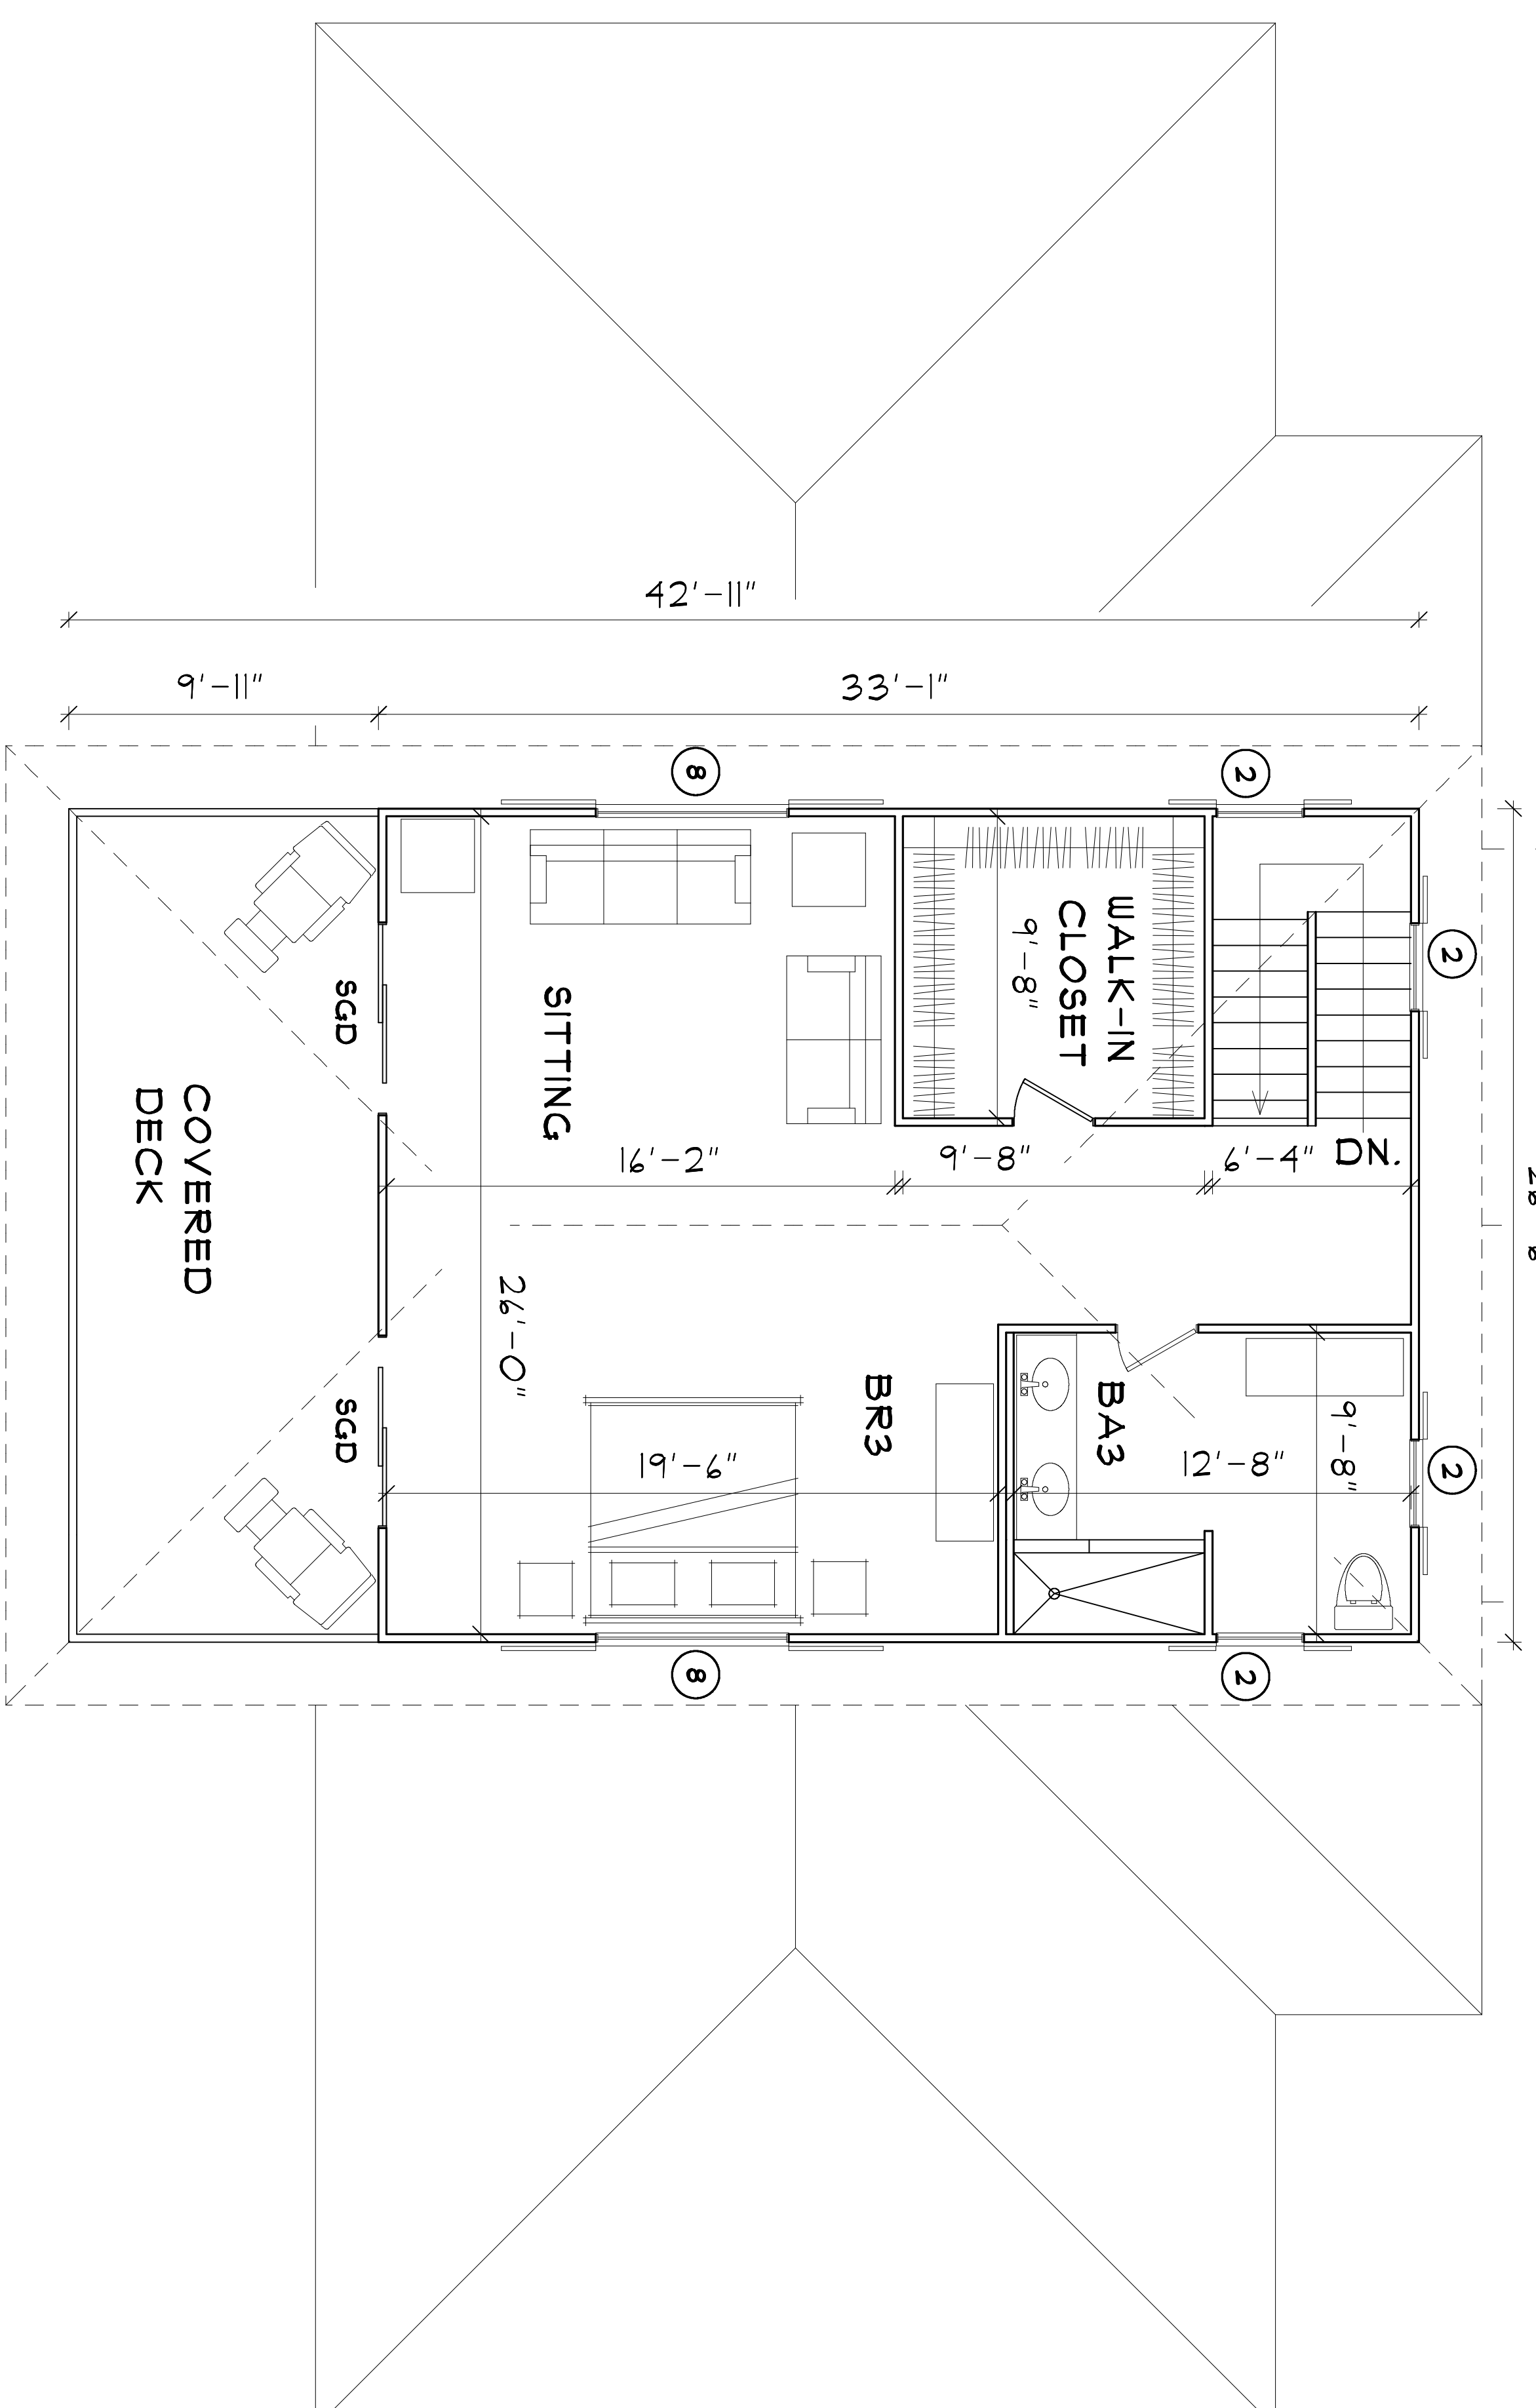 42'-11"
9'-11"
33'-1"
8
2
WALK-IN
CLOSET
9'-8"
2
SGD
SITTING
COVERED
DECK
16'-2"
9'-8"
6'-4"
DN.
26'-0"
BR3
BA3
9'-8"
SGD
19'-6"
12'-8"
2
8
2